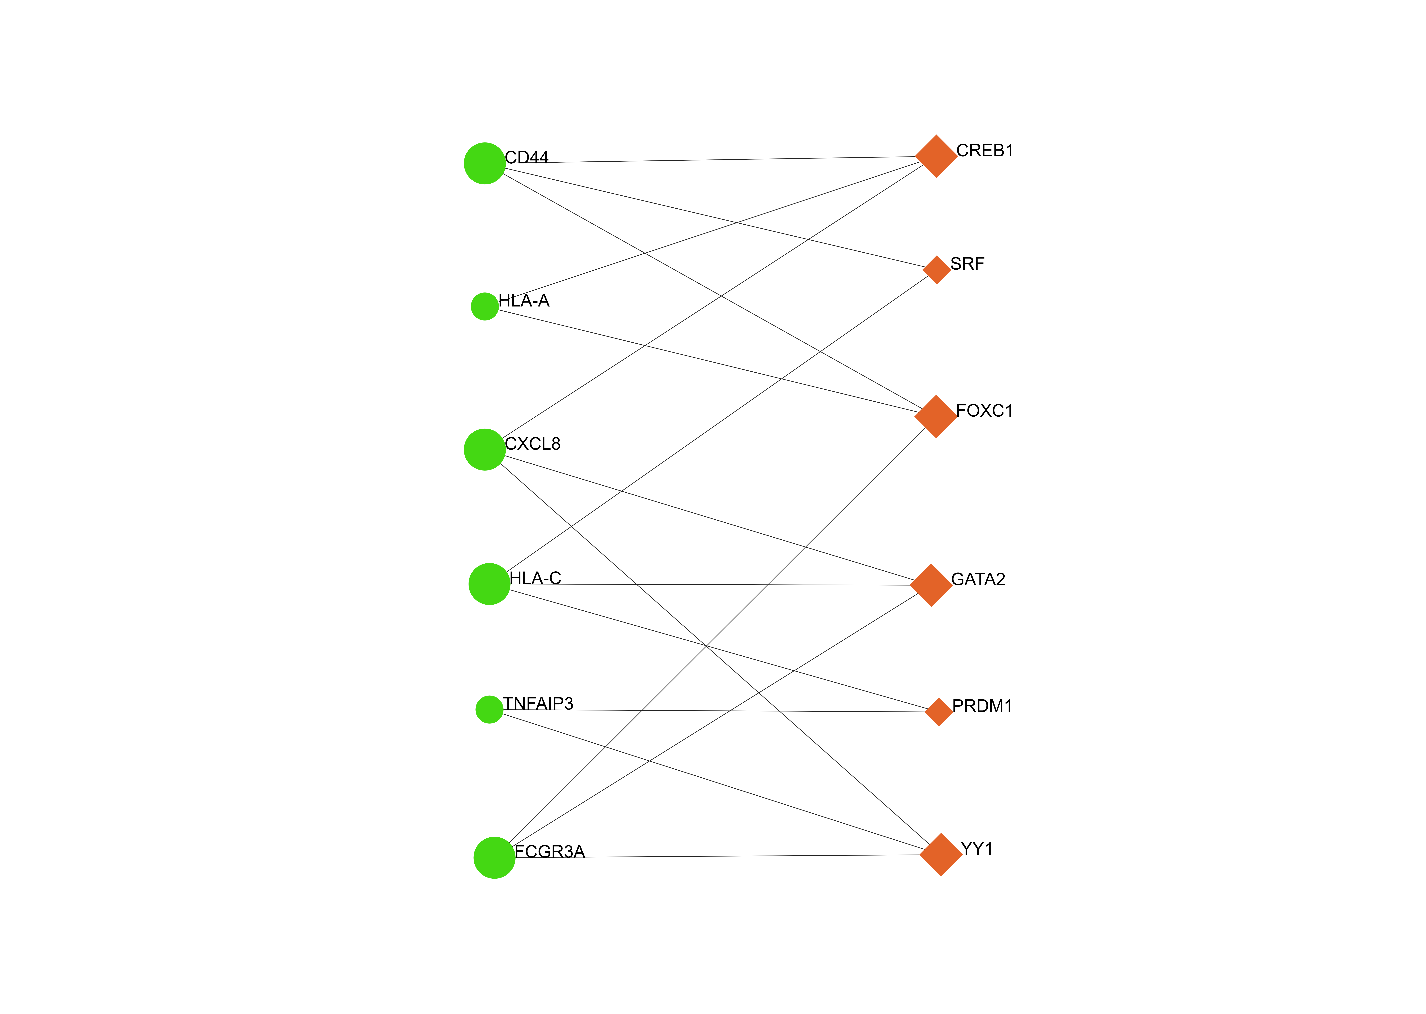 CD44
CREB1
SRF
HLA-A
FOXC1
CXCL8
HLA-C
GATA2
TNFAIP3
PRDM1
FCGR3A
YY1